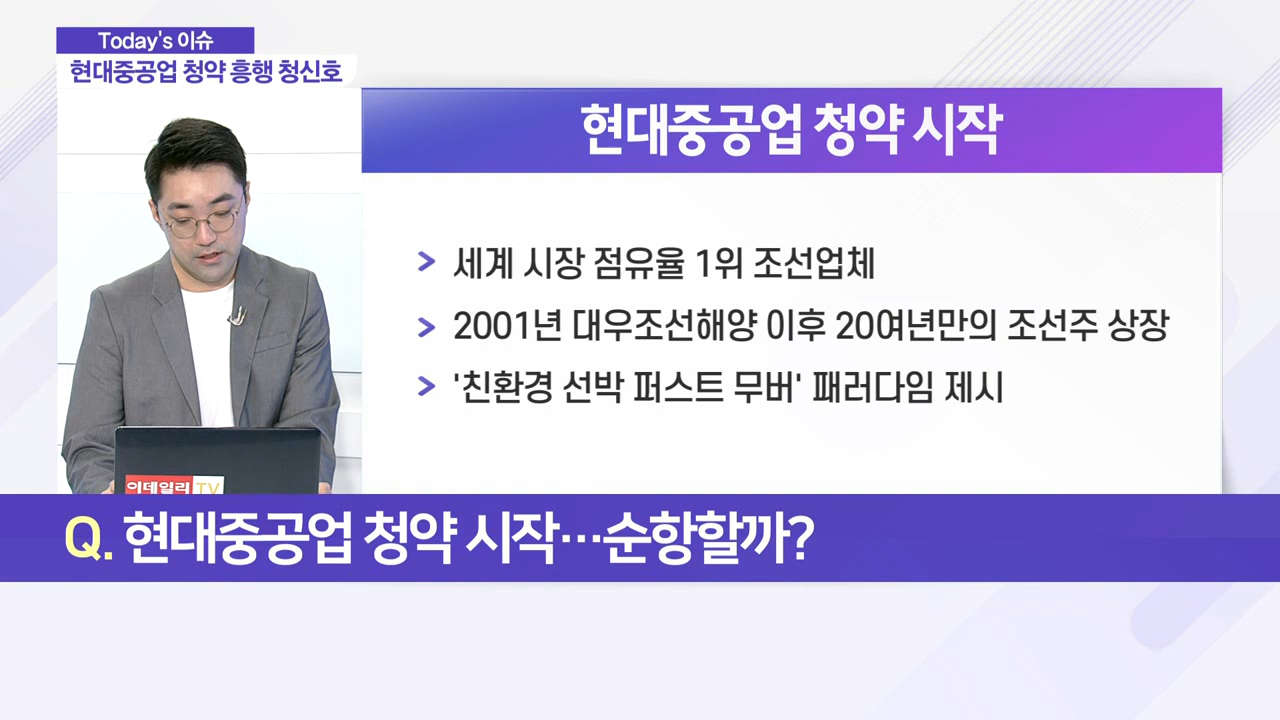 Today's 이슈
현대중공업 청약 흥행 청신호
현대중공업 청약 시작
> 세계 시장 점유율 1위 조선업체
> 2001년 대우조선해양 이후 20여년만의 조선주 상장
> '친환경 선박 퍼스트 무버' 패러다임 제시
이데일리 TV
Q. 현대중공업 청약 시작…순항할까?